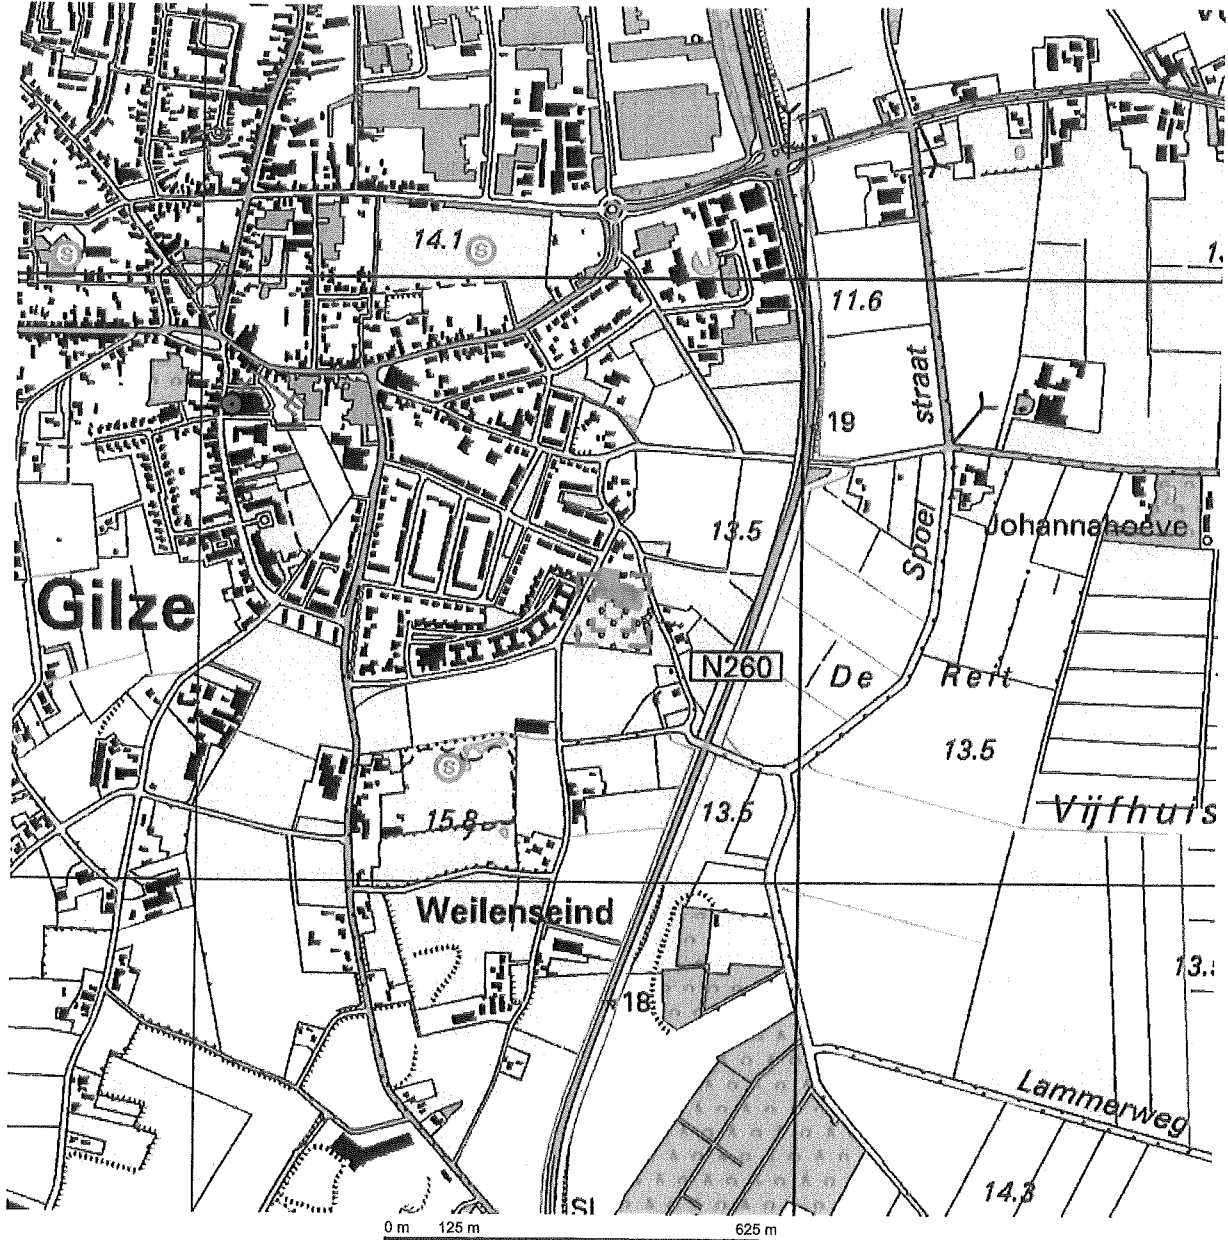 14.1
S
S
11.6
straat
19
Spoel
13.5
Johannahoeve
Gilze
N260
De Reit
13.5
S
15.8
13.5
Vijfhuis
Weilenseind
18
Lammerweg
14.3
0 m 125 m 625 m